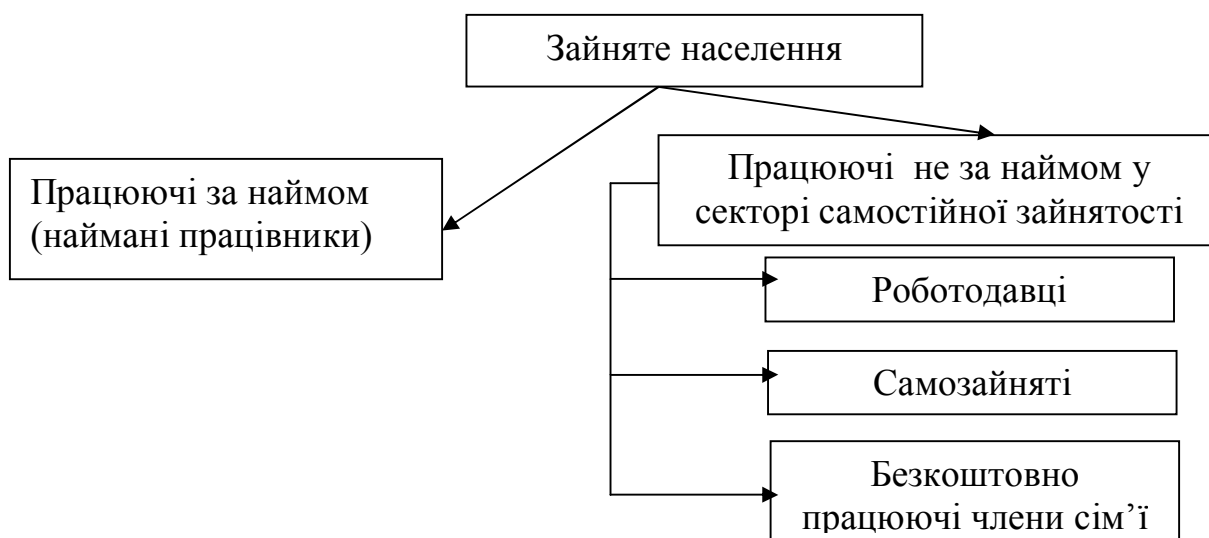 Зайняте населення
Працюючі за наймом
(наймані працівники)
Працюючі не за наймом у
секторі самостійної зайнятості
Роботодавці
Самозайняті
Безкоштовно
працюючі члени сім’ї